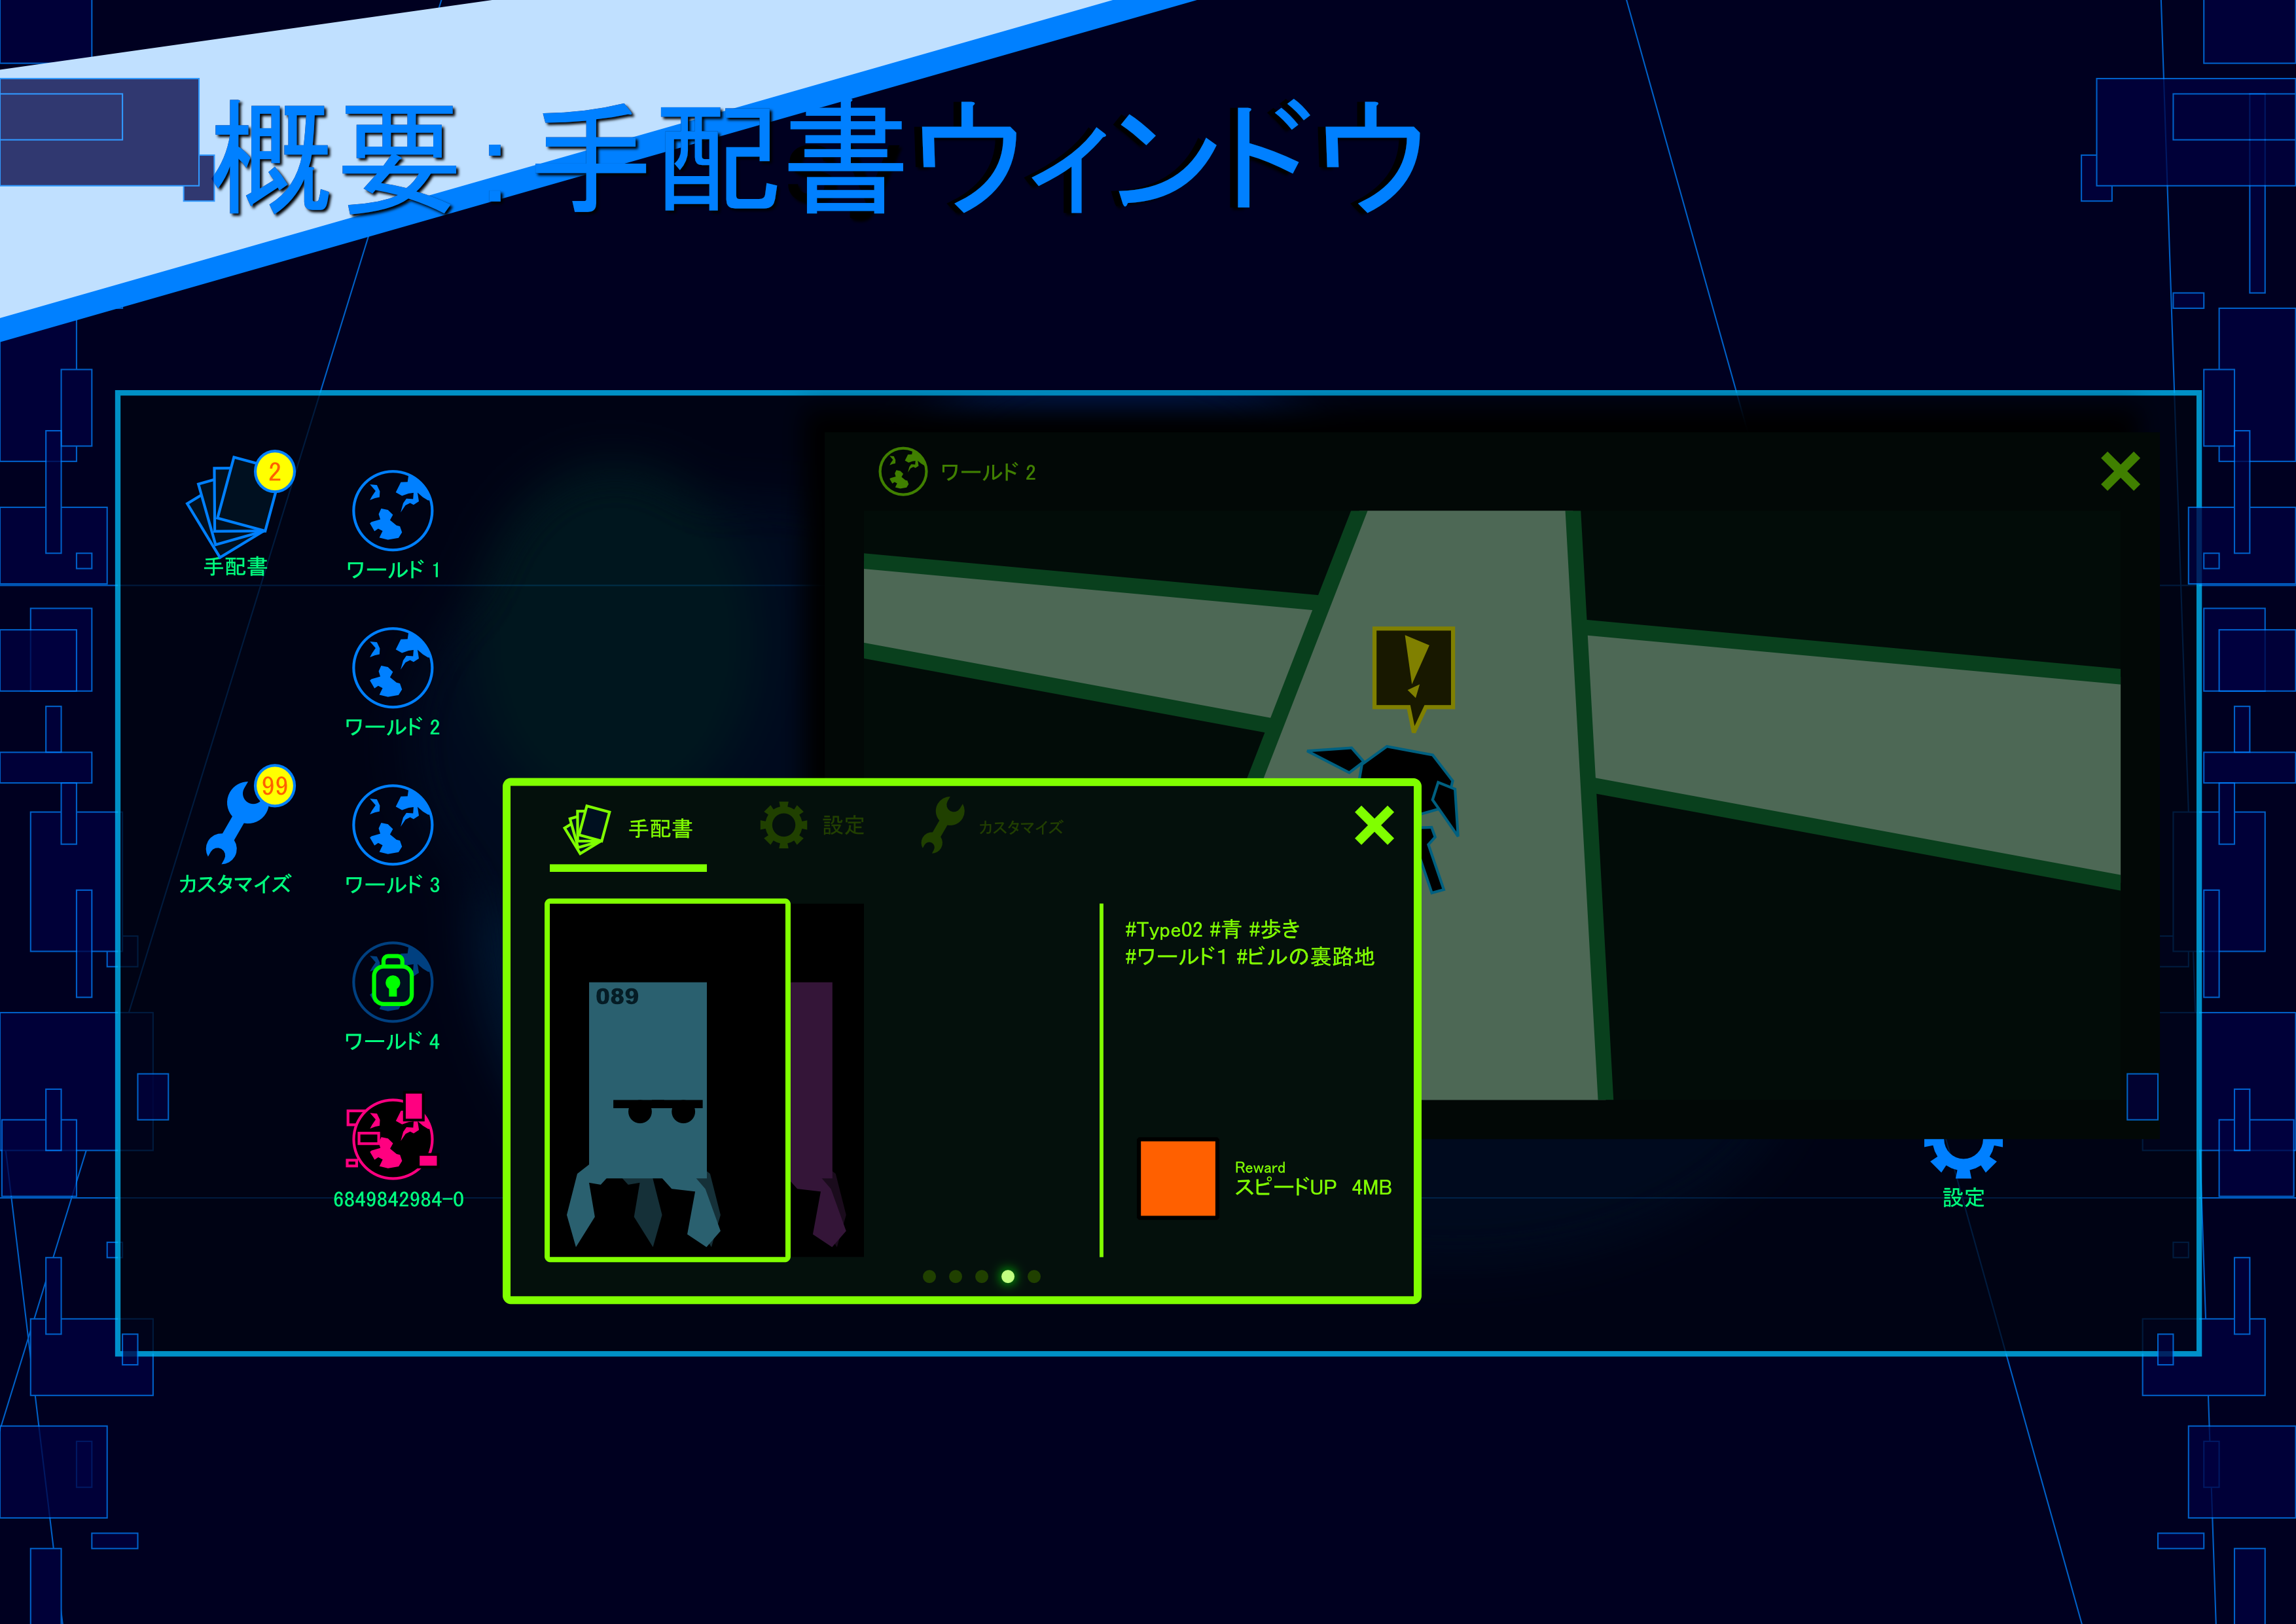 概要：手配書ウィンドウ
2
手配書
ワールド 1
ワールド 2
99
カスタマイズ
ワールド 3
ワールド 4
6849842984-0
ワールド 2
手配書
設定
カスタマイズ
089
#Type02 #青 #歩き
#ワールド1 #ビルの裏路地
Reward
スピードUP 4MB
設定